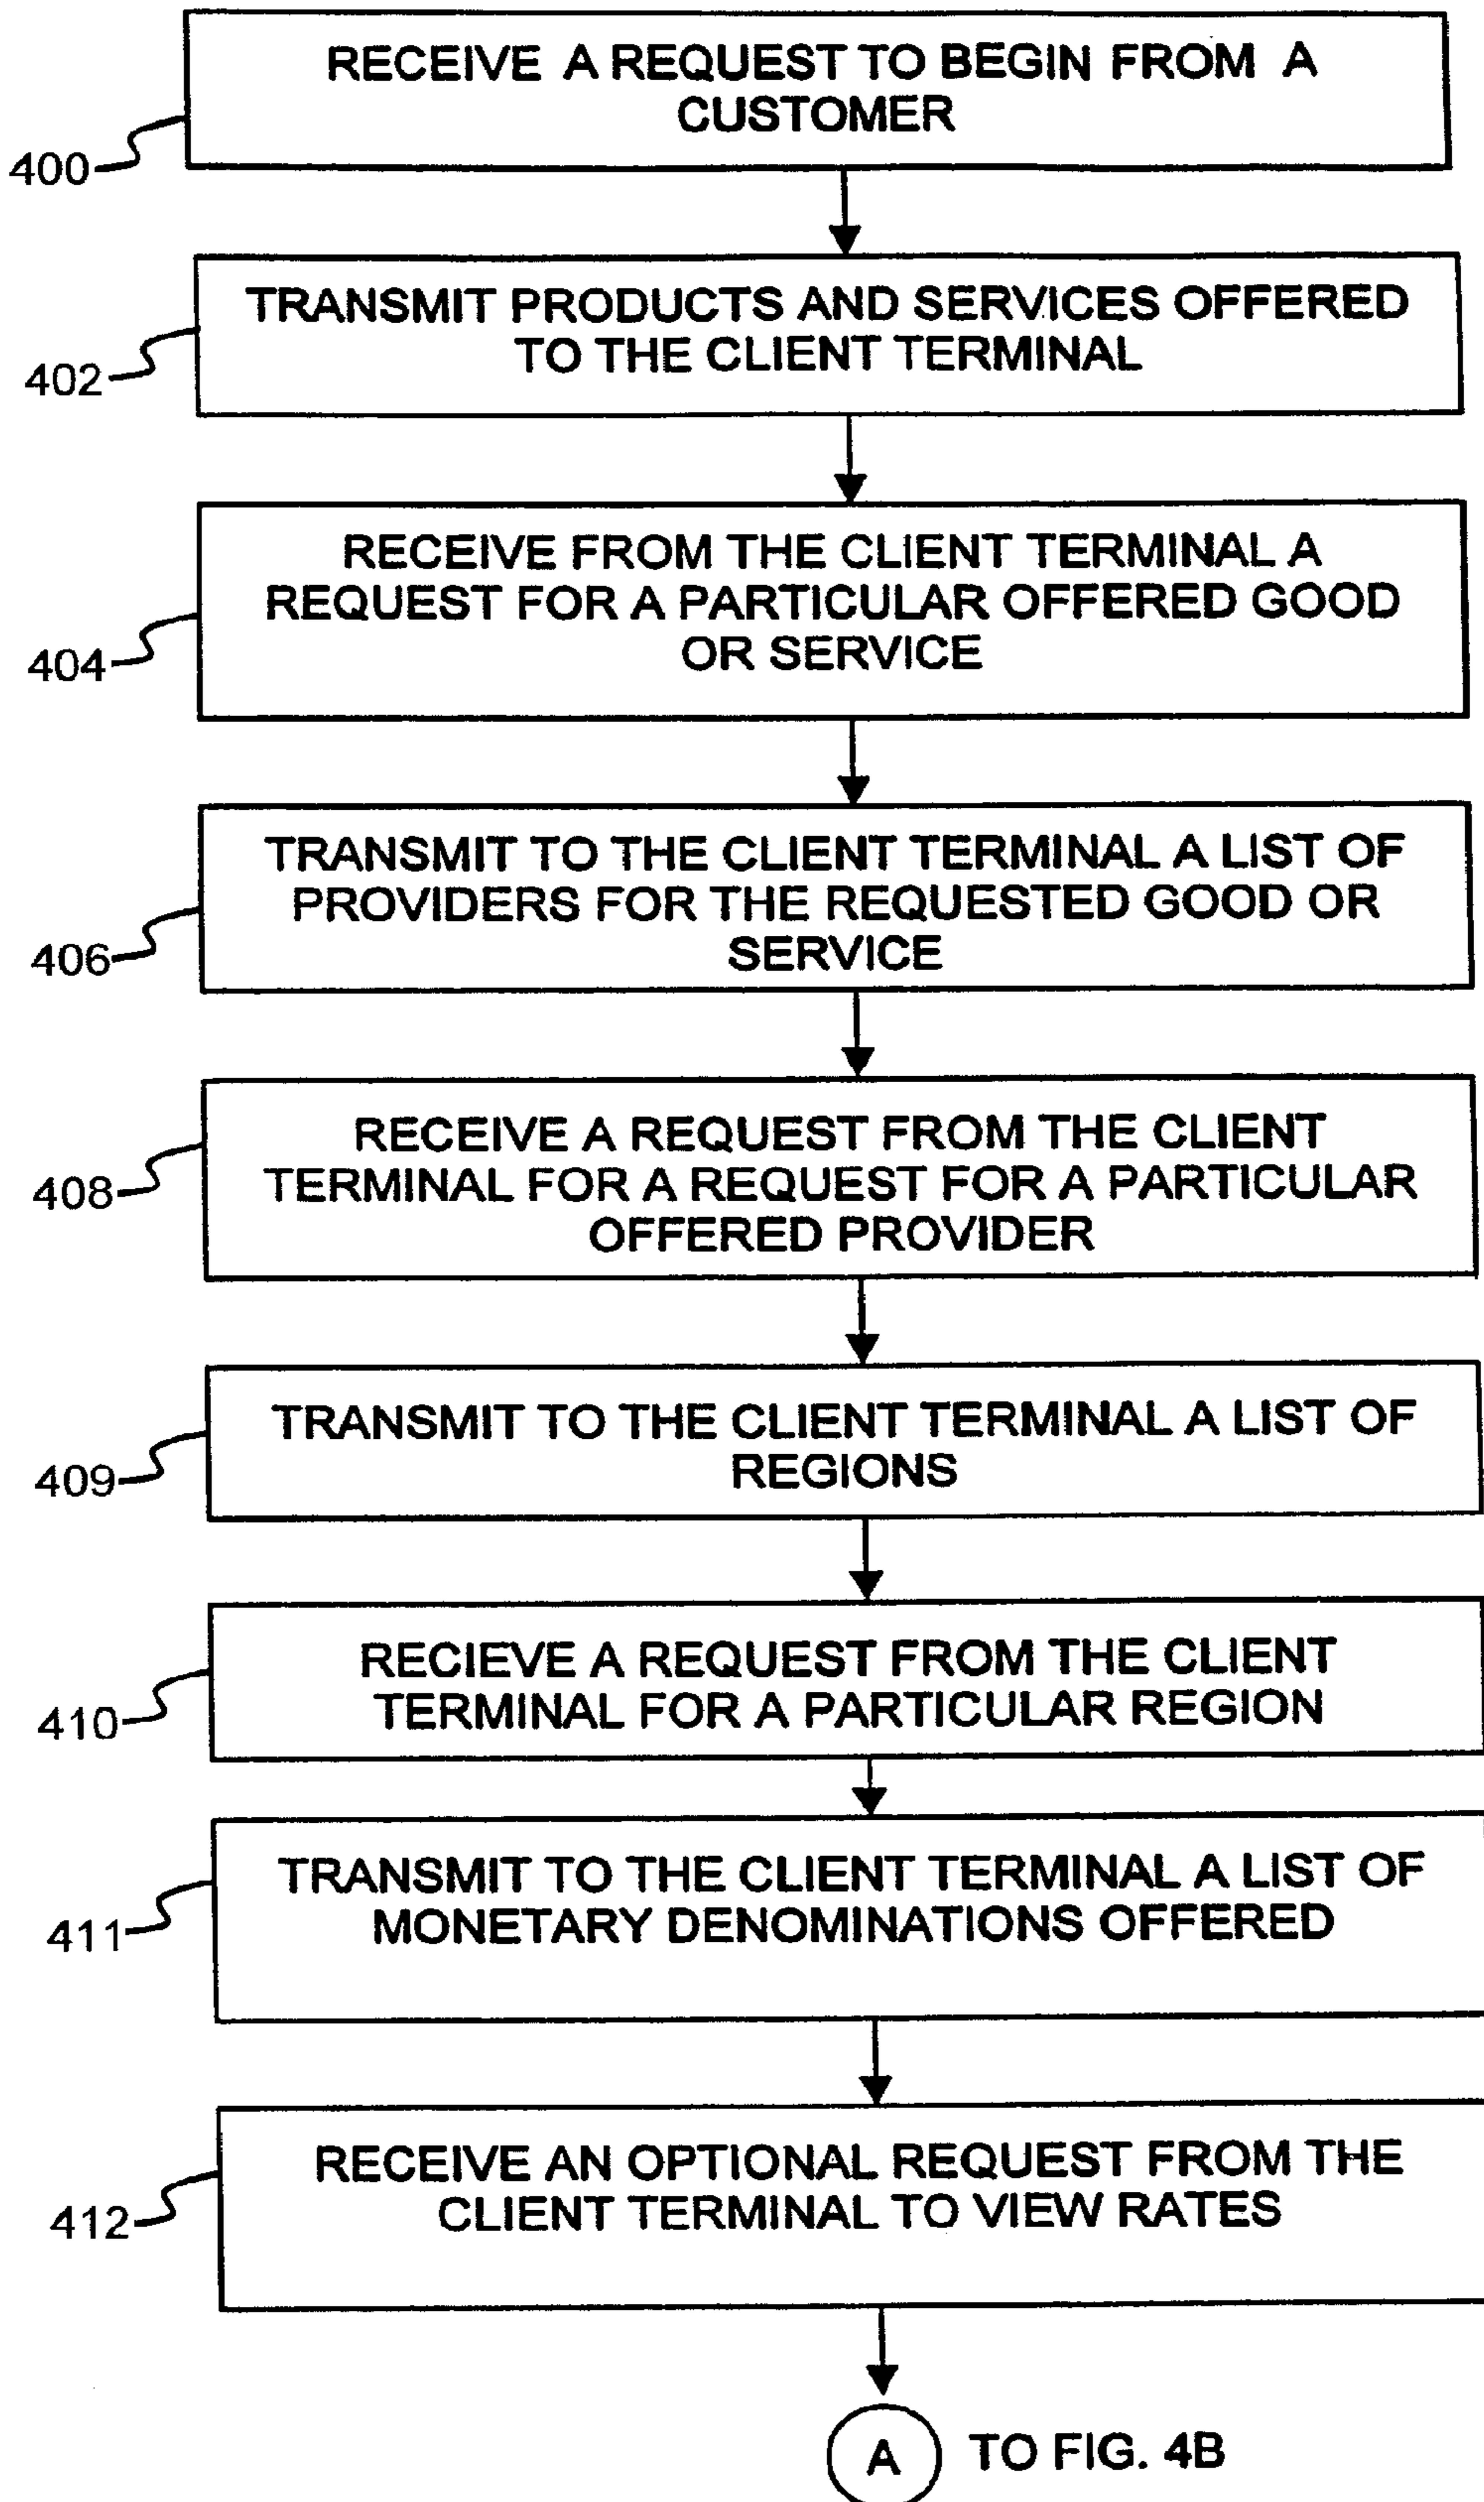 RECEIVE A REQUEST TO BEGIN FROM A
CUSTOMER
400
TRANSMIT PRODUCTS AND SERVICES OFFERED
TO THE CLIENT TERMINAL
402
RECEIVE FROM THE CLIENT TERMINAL A
REQUEST FOR A PARTICULAR OFFERED GOOD
OR SERVICE
404
TRANSMIT TO THE CLIENT TERMINAL A LIST OF
PROVIDERS FOR THE REQUESTED GOOD OR
SERVICE
406
RECEIVE A REQUEST FROM THE CLIENT
TERMINAL FOR A REQUEST FOR A PARTICULAR
OFFERED PROVIDER
408
TRANSMIT TO THE CLIENT TERMINAL A LIST OF
REGIONS
409
RECIEVE A REQUEST FROM THE CLIENT
TERMINAL FOR A PARTICULAR REGION
410
TRANSMIT TO THE CLIENT TERMINAL A LIST OF
MONETARY DENOMINATIONS OFFERED
411
RECEIVE AN OPTIONAL REQUEST FROM THE
CLIENT TERMINAL TO VIEW RATES
412
A TO FIG. 4B